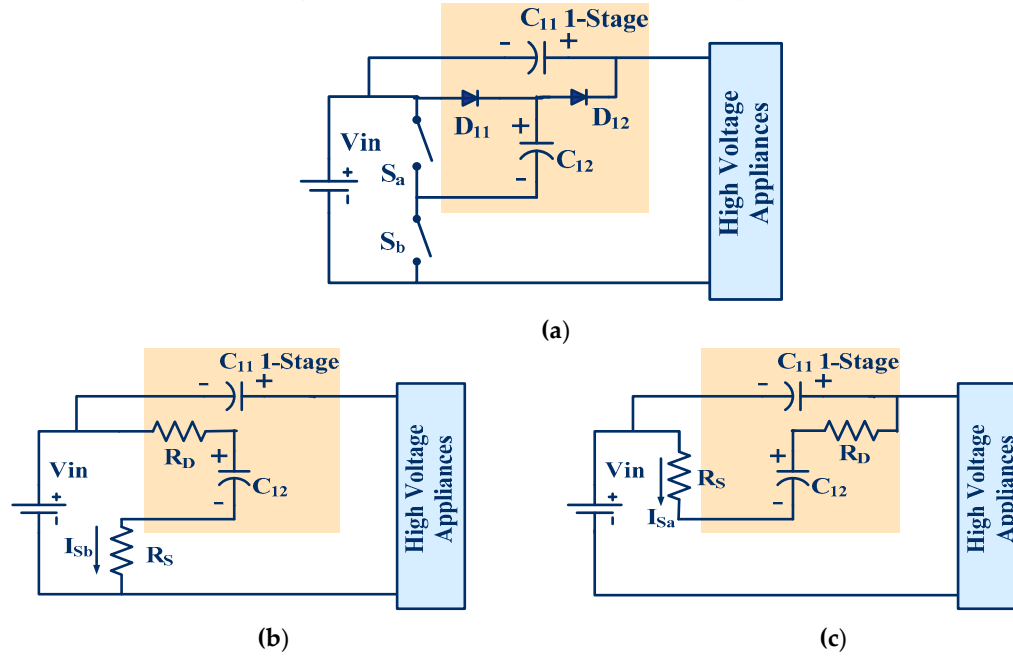 C11 1-Stage
- +
D11
D12
Vin
+
-
Sa
+
C12
-
Sb
High Voltage
Appliances
(a)
C11 1-Stage
- +
RD
Vin
+
-
+
C12
-
ISb
RS
High Voltage
Appliances
(b)
C11 1-Stage
- +
RD
Vin
+
-
RS
+
C12
-
ISa
High Voltage
Appliances
(c)